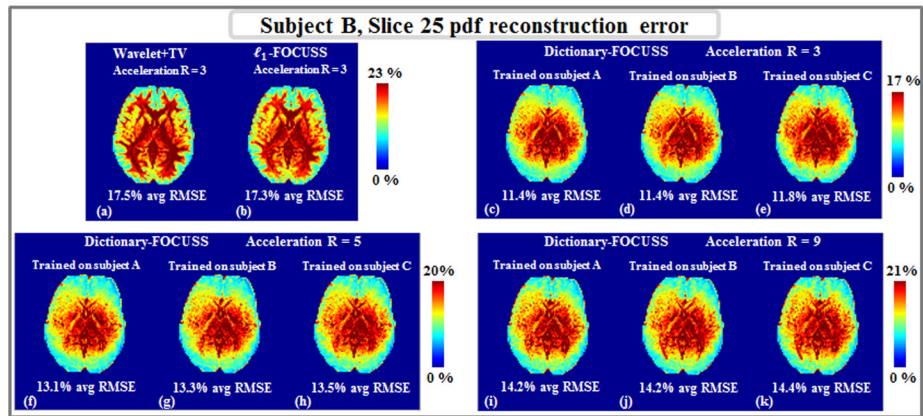 Subject B, Slice 25 pdf reconstruction error
Wavelet+TV
Acceleration R = 3
ℓ₁-FOCUSS
Acceleration R = 3
23 %
0 %
17.5% avg RMSE
17.3% avg RMSE
(a)
(b)
Dictionary-FOCUSS Acceleration R = 3
Trained on subject A
Trained on subject B
Trained on subject C
17 %
0 %
11.4% avg RMSE
11.4% avg RMSE
11.8% avg RMSE
(c)
(d)
(e)
Dictionary-FOCUSS Acceleration R = 5
Trained on subject A
Trained on subject B
Trained on subject C
20%
0 %
13.1% avg RMSE
13.3% avg RMSE
13.5% avg RMSE
(f)
(g)
(h)
Dictionary-FOCUSS Acceleration R = 9
Trained on subject A
Trained on subject B
Trained on subject C
21%
0 %
14.2% avg RMSE
14.2% avg RMSE
14.4% avg RMSE
(i)
(j)
(k)